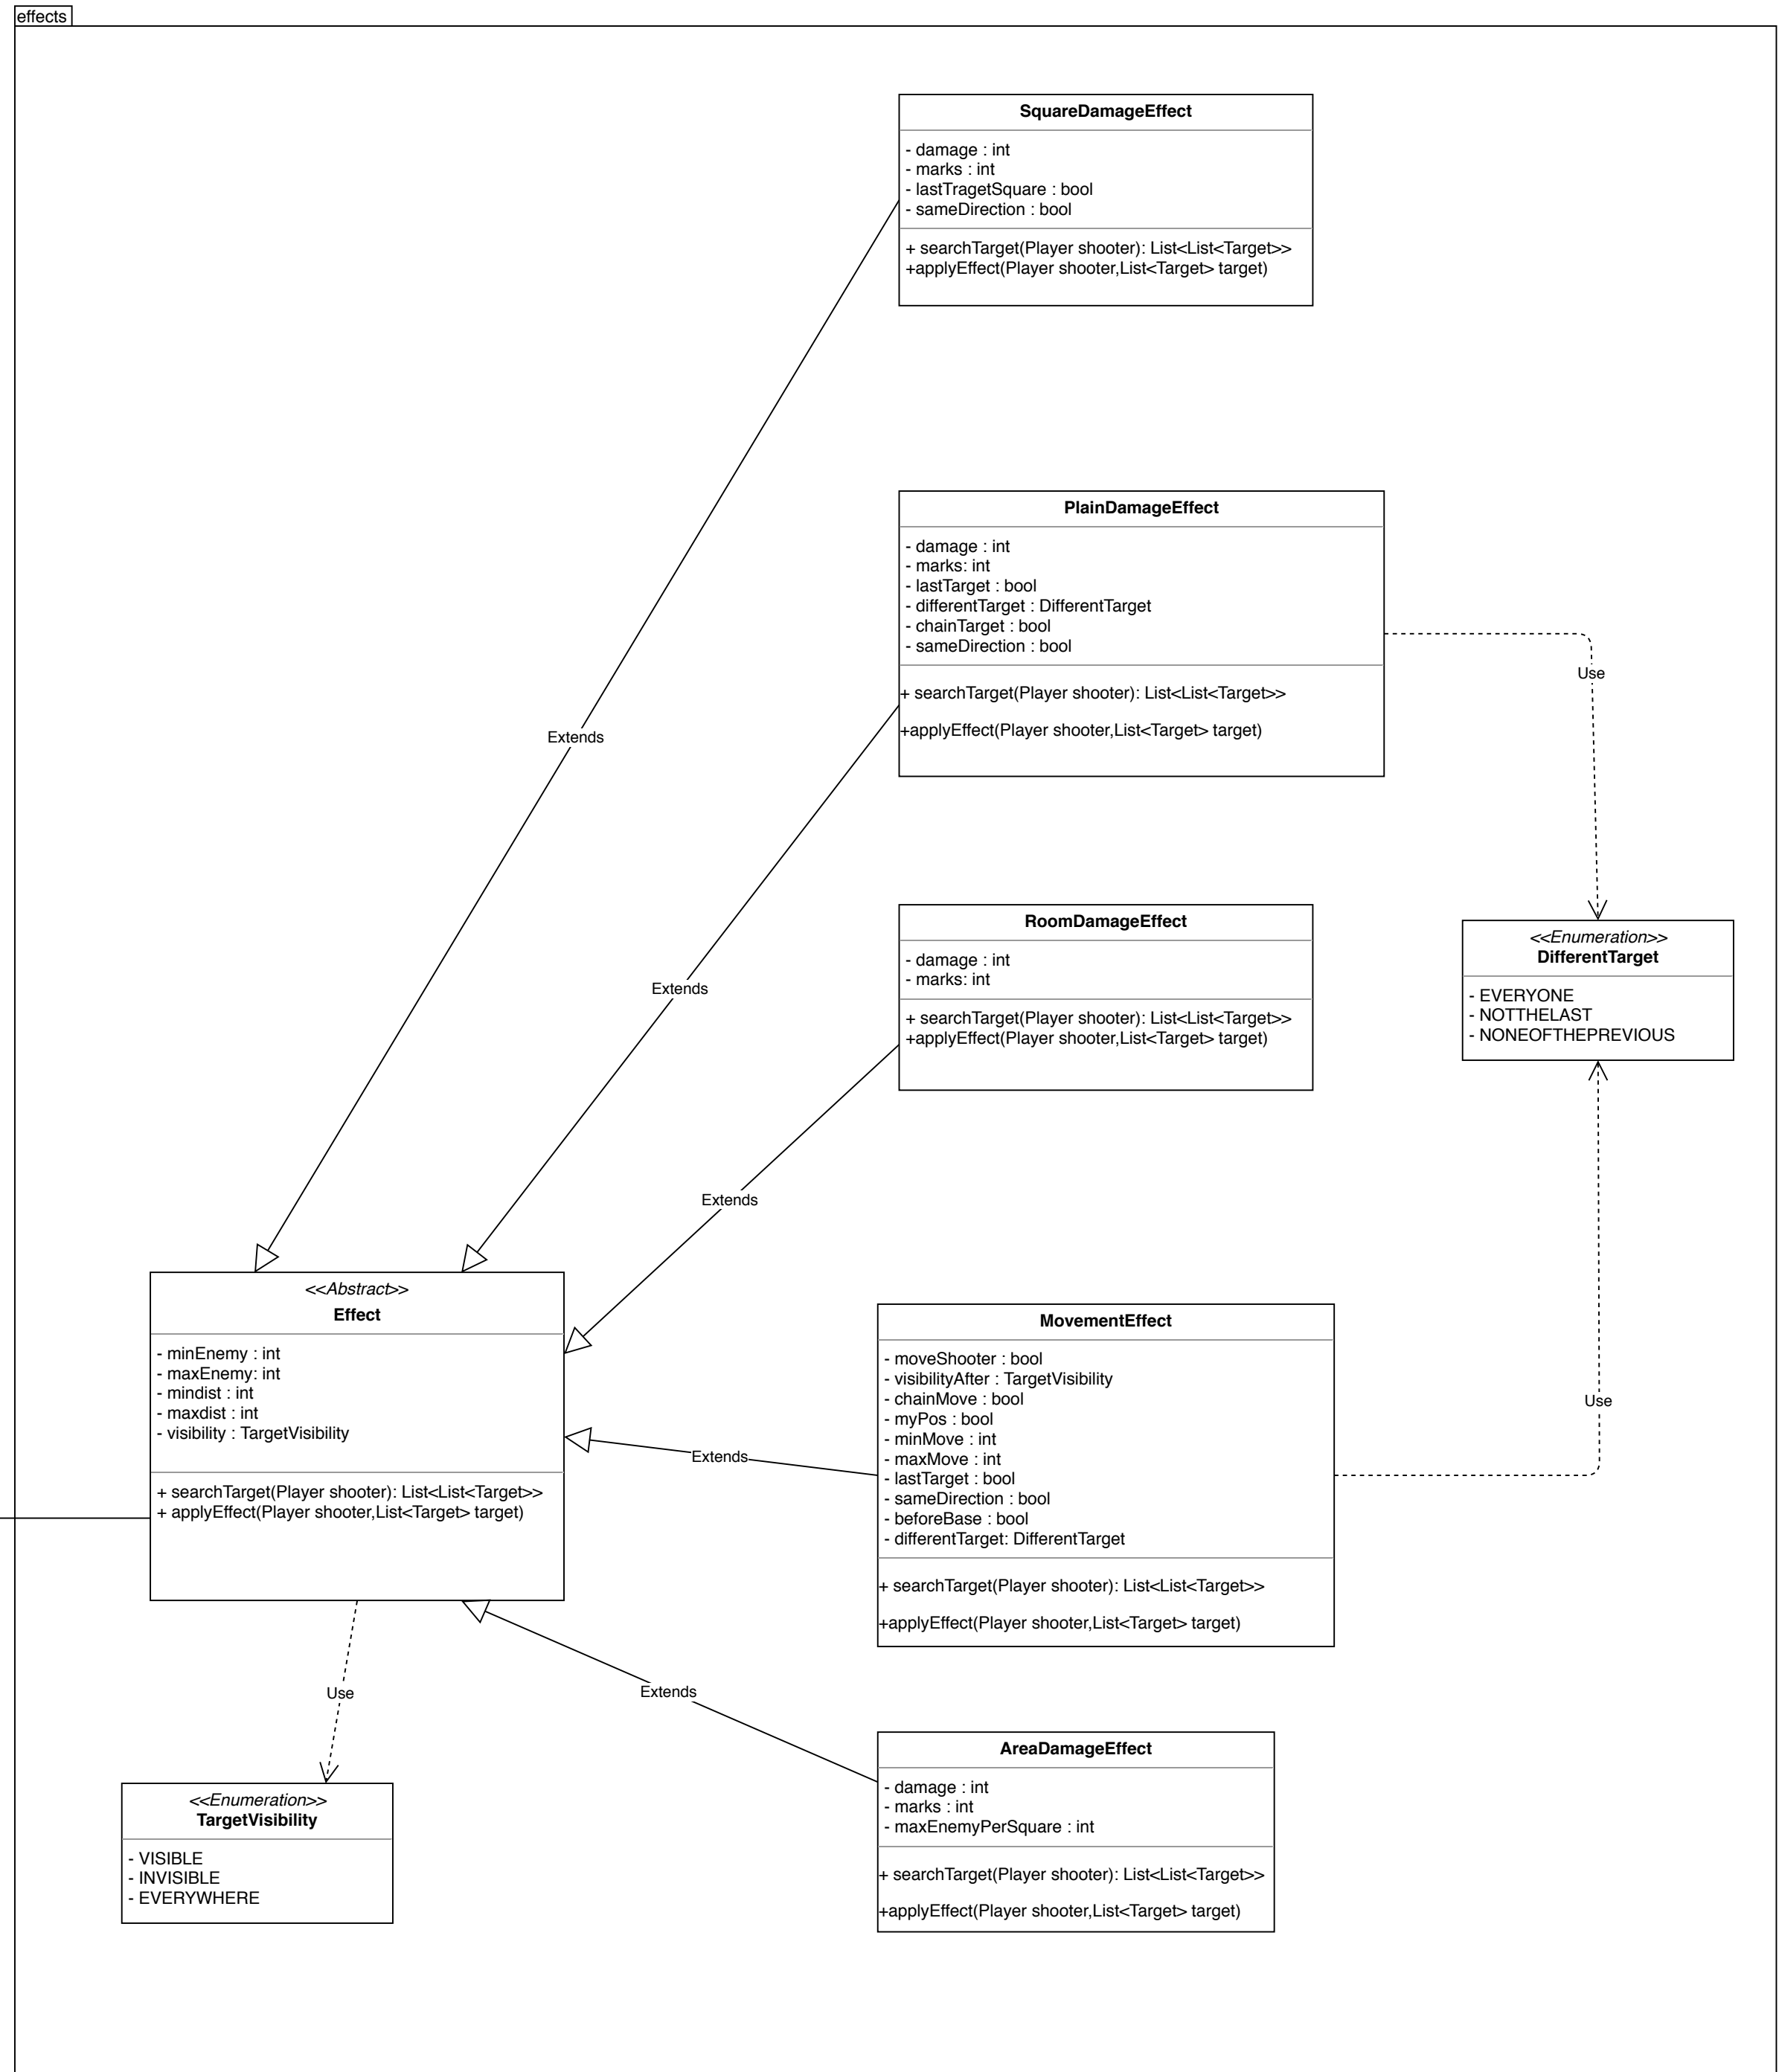 effects
SquareDamageEffect
- damage : int
- marks : int
- lastTragetSquare : bool
- sameDirection : bool
+ searchTarget(Player shooter): List<List<Target>>
+applyEffect(Player shooter,List<Target> target)
PlainDamageEffect
- damage : int
- marks: int
- lastTarget : bool
- differentTarget : DifferentTarget
- chainTarget : bool
- sameDirection : bool
+ searchTarget(Player shooter): List<List<Target>>
+applyEffect(Player shooter,List<Target> target)
Use
Extends
RoomDamageEffect
- damage : int
- marks: int
+ searchTarget(Player shooter): List<List<Target>>
+applyEffect(Player shooter,List<Target> target)
<<Enumeration>>
DifferentTarget
- EVERYONE
- NOTTHELAST
- NONEOFTHEPREVIOUS
Extends
Extends
<<Abstract>>
Effect
- minEnemy : int
- maxEnemy: int
- mindist : int
- maxdist : int
- visibility : TargetVisibility
+ searchTarget(Player shooter): List<List<Target>>
+ applyEffect(Player shooter,List<Target> target)
Extends
MovementEffect
- moveShooter : bool
- visibilityAfter : TargetVisibility
- chainMove : bool
- myPos : bool
- minMove : int
- maxMove : int
- lastTarget : bool
- sameDirection : bool
- beforeBase : bool
- differentTarget: DifferentTarget
+ searchTarget(Player shooter): List<List<Target>>
+applyEffect(Player shooter,List<Target> target)
Use
Use
Extends
AreaDamageEffect
- damage : int
- marks : int
- maxEnemyPerSquare : int
+ searchTarget(Player shooter): List<List<Target>>
+applyEffect(Player shooter,List<Target> target)
<<Enumeration>>
TargetVisibility
- VISIBLE
- INVISIBLE
- EVERYWHERE